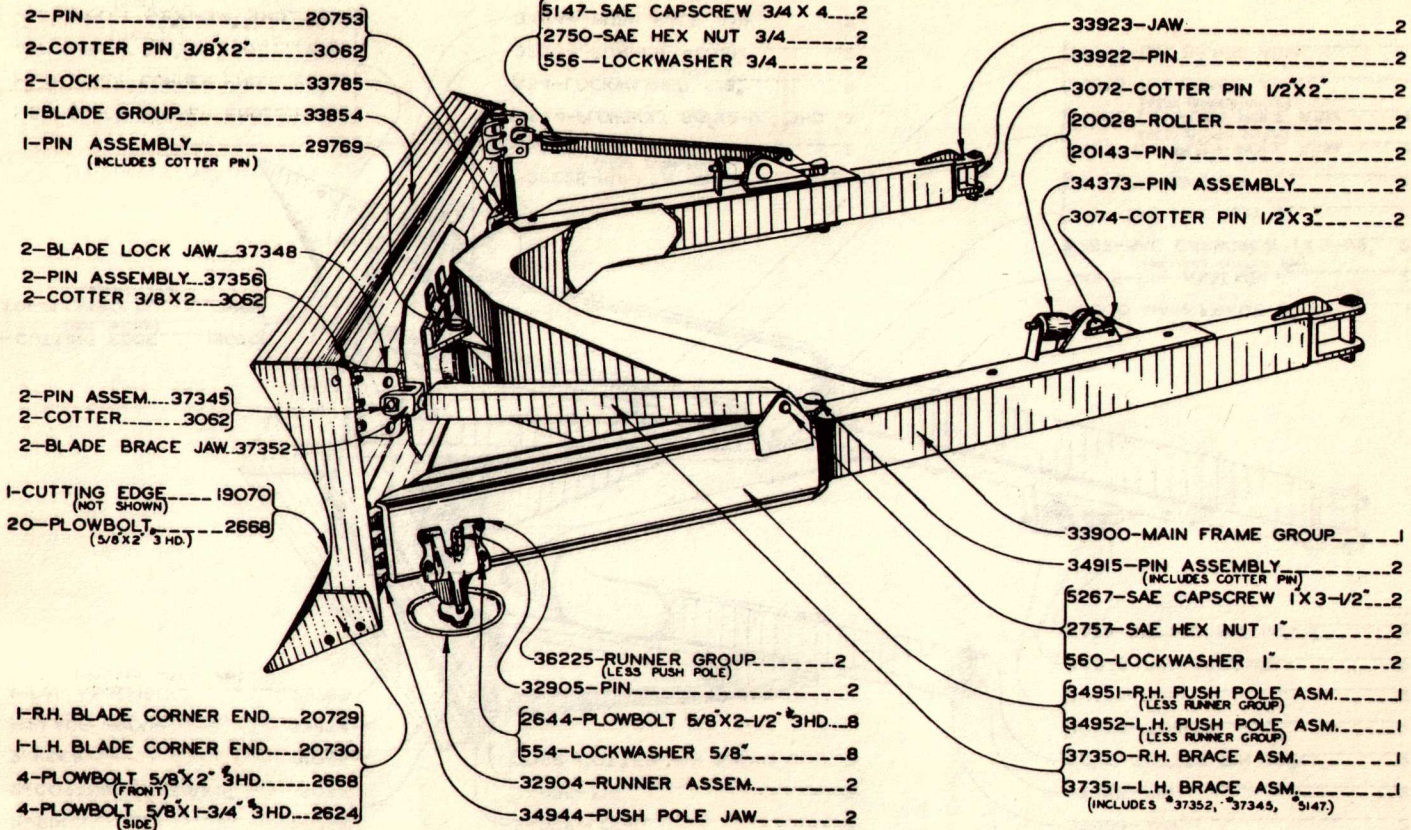 2-PIN 20753
2-COTTER PIN 3/8"X2" 3062
2-LOCK 33785
1-BLADE GROUP 33854
1-PIN ASSEMBLY 29769
(INCLUDES COTTER PIN)
2-BLADE LOCK JAW 37348
2-PIN ASSEMBLY 37356
2-COTTER 3/8X2 3062
2-PIN ASSEM. 37345
2-COTTER 3062
2-BLADE BRACE JAW 37352
1-CUTTING EDGE 19070
(NOT SHOWN)
20-PLOWBOLT 2668
(5/8"X2" #3 HD.)
1-R.H. BLADE CORNER END 20729
1-L.H. BLADE CORNER END 20730
4-PLOWBOLT 5/8"X2" #3HD. 2668
(FRONT)
4-PLOWBOLT 5/8"X1-3/4" #3HD. 2624
(SIDE)
5147-SAE CAPSCREW 3/4 X 4 2
2750-SAE HEX NUT 3/4 2
556-LOCKWASHER 3/4 2
36225-RUNNER GROUP 2
(LESS PUSH POLE)
32905-PIN 2
2644-PLOWBOLT 5/8"X2-1/2" #3HD. 8
554-LOCKWASHER 5/8" 8
32904-RUNNER ASSEM. 2
34944-PUSH POLE JAW 2
33923-JAW 2
33922-PIN 2
3072-COTTER PIN 1/2"X2" 2
20028-ROLLER 2
20143-PIN 2
34373-PIN ASSEMBLY 2
3074-COTTER PIN 1/2"X3" 2
33900-MAIN FRAME GROUP 1
34915-PIN ASSEMBLY 2
(INCLUDES COTTER PIN)
5267-SAE CAPSCREW 1"X3-1/2" 2
2757-SAE HEX NUT 1" 2
560-LOCKWASHER 1" 2
34951-R.H. PUSH POLE ASM. 1
(LESS RUNNER GROUP)
34952-L.H. PUSH POLE ASM. 1
(LESS RUNNER GROUP)
37350-R.H. BRACE ASM. 1
37351-L.H. BRACE ASM. 1
(INCLUDES #37352, #37345, #5147.)